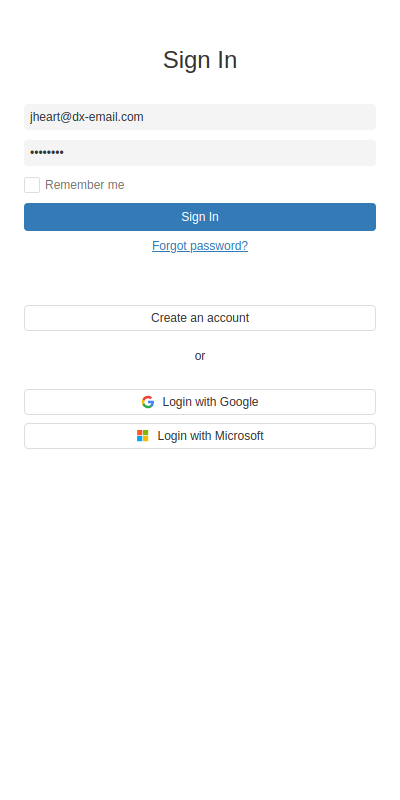 Sign In
jheart@dx-email.com
••••••••
Remember me
Sign In
Forgot password?
Create an account
or
Login with Google
Login with Microsoft